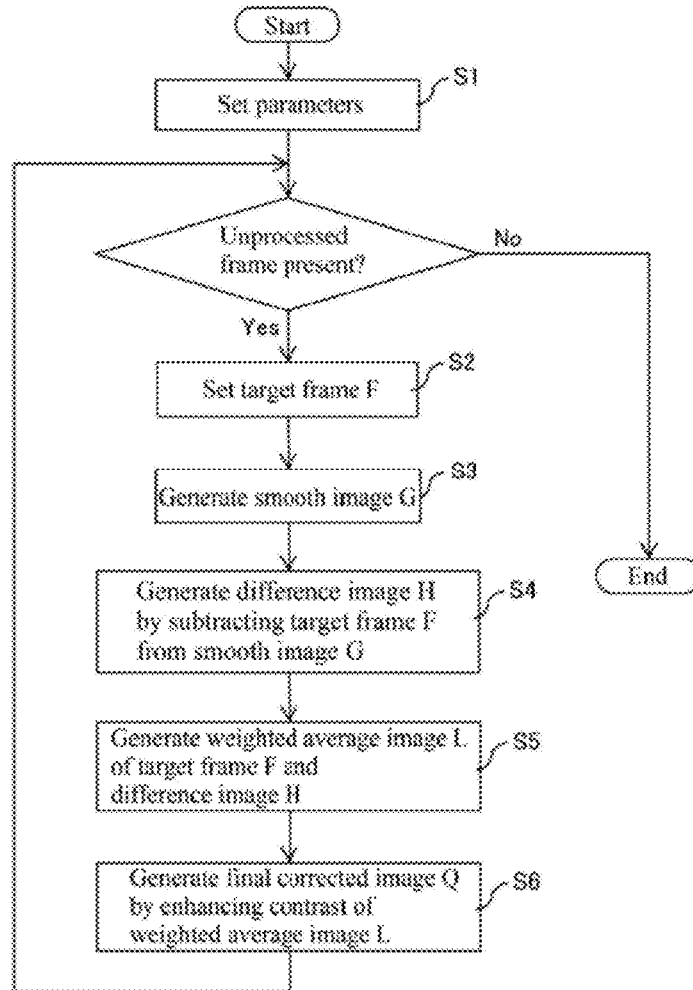 Start
S1
Set parameters
Unprocessed
frame present?
No
Yes
S2
Set target frame F
S3
Generate smooth image G
End
S4
Generate difference image H
by subtracting target frame F
from smooth image G
S5
Generate weighted average image L
of target frame F and
difference image H
S6
Generate final corrected image Q
by enhancing contrast of
weighted average image L